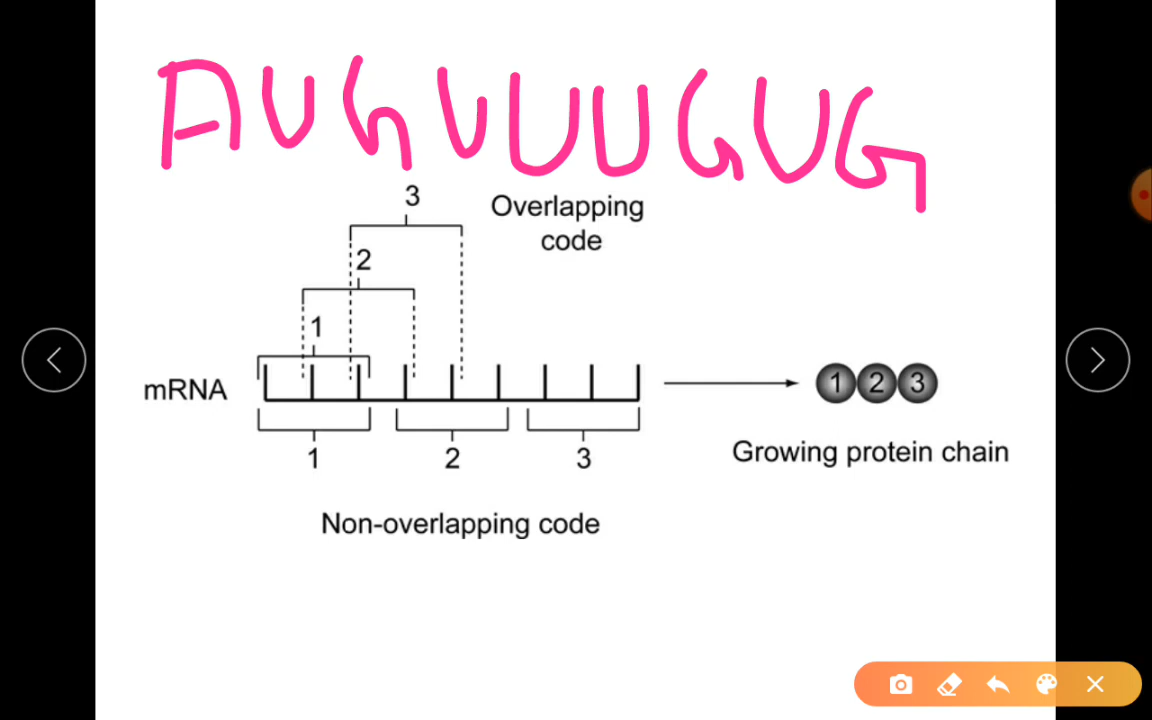 AUGUUUGUG
3
Overlapping
code
2
1
mRNA
1 2 3
1 2 3
Growing protein chain
Non-overlapping code